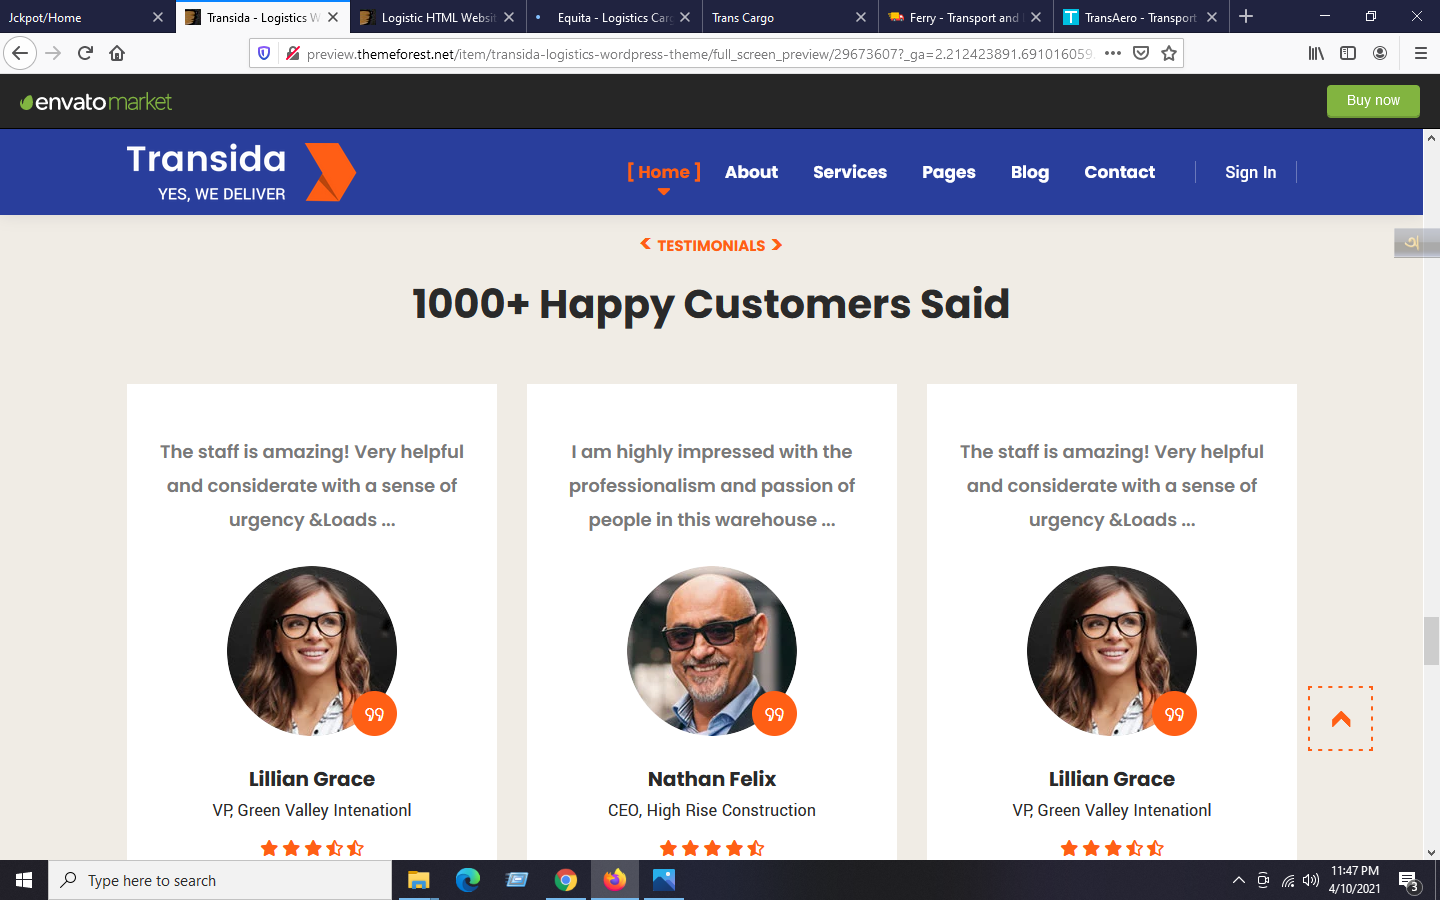 Jckpot/Home
Transida - Logistics W
Logistic HTML Websit
Equita - Logistics Carg
Trans Cargo
Ferry - Transport and
TransAero - Transport
preview.themeforest.net/item/transida-logistics-wordpress-theme/full_screen_preview/29673607?_ga=2.212423891.691016059.
envatomarket
Buy now
Transida
YES, WE DELIVER
[ Home ]
About
Services
Pages
Blog
Contact
Sign In
অ
< TESTIMONIALS >
1000+ Happy Customers Said
The staff is amazing! Very helpful
and considerate with a sense of
urgency &Loads ...
Lillian Grace
VP, Green Valley Intenationl
I am highly impressed with the
professionalism and passion of
people in this warehouse ...
Nathan Felix
CEO, High Rise Construction
The staff is amazing! Very helpful
and considerate with a sense of
urgency &Loads ...
Lillian Grace
VP, Green Valley Intenationl
Type here to search
11:47 PM
4/10/2021
3